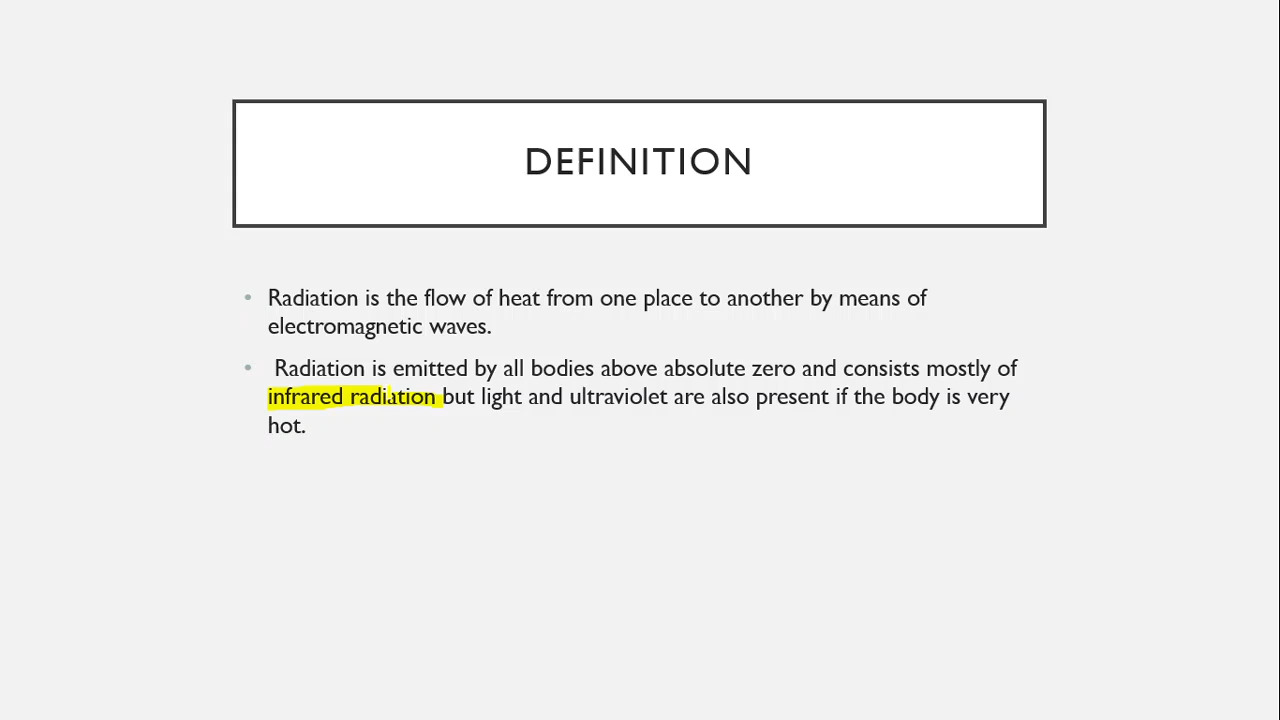 DEFINITION
• Radiation is the flow of heat from one place to another by means of
electromagnetic waves.
• Radiation is emitted by all bodies above absolute zero and consists mostly of
infrared radiation but light and ultraviolet are also present if the body is very
hot.